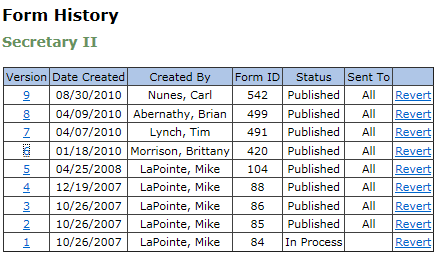 Form History
Secretary II
Version Date Created Created By Form ID Status Sent To
9 08/30/2010 Nunes, Carl 542 Published All Revert
8 04/09/2010 Abernathy, Brian 499 Published All Revert
7 04/07/2010 Lynch, Tim 491 Published All Revert
6 01/18/2010 Morrison, Brittany 420 Published All Revert
5 04/25/2008 LaPointe, Mike 104 Published All Revert
4 12/19/2007 LaPointe, Mike 88 Published All Revert
3 10/26/2007 LaPointe, Mike 86 Published All Revert
2 10/26/2007 LaPointe, Mike 85 Published All Revert
1 10/26/2007 LaPointe, Mike 84 In Process Revert